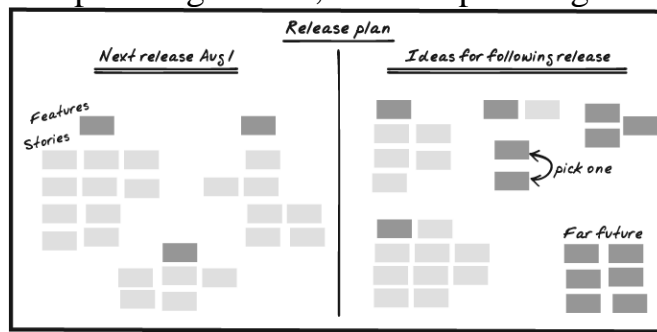 Release plan
Next release Aug 1
Features
Stories
Ideas for following release
pick one
Far future